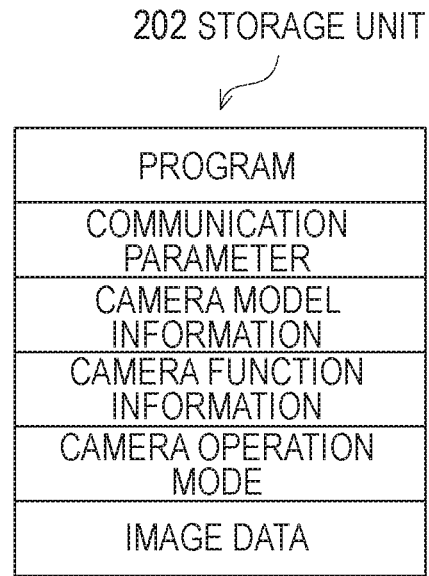 202 STORAGE UNIT
PROGRAM
COMMUNICATION
PARAMETER
CAMERA MODEL
INFORMATION
CAMERA FUNCTION
INFORMATION
CAMERA OPERATION
MODE
IMAGE DATA